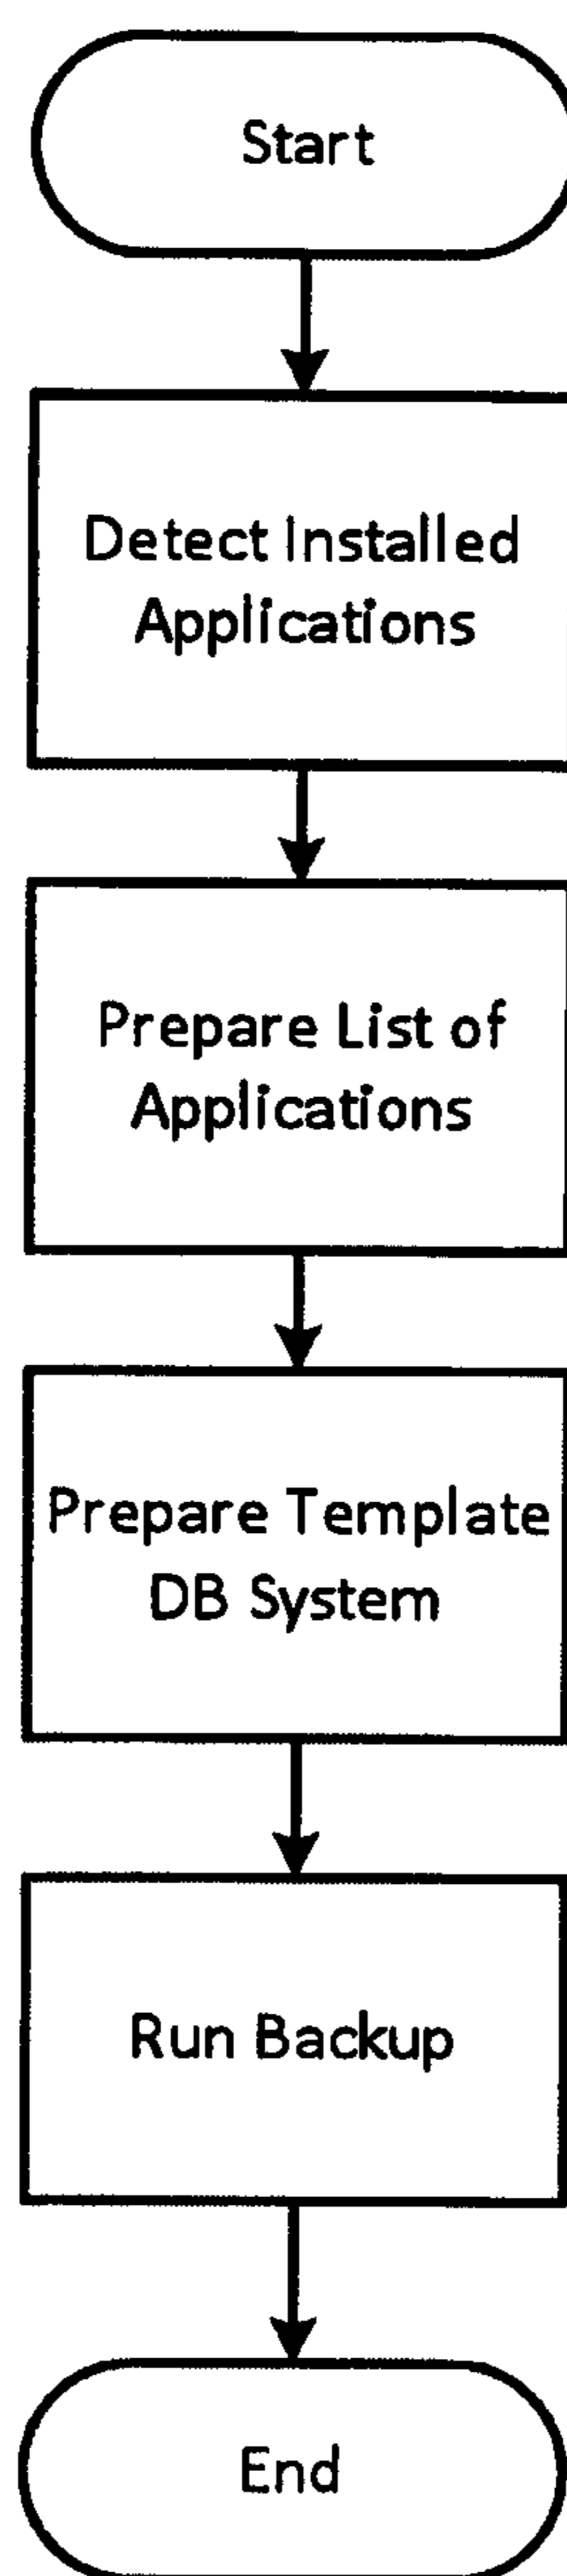 Start
Detect Installed
Applications
Prepare List of
Applications
Prepare Template
DB System
Run Backup
End